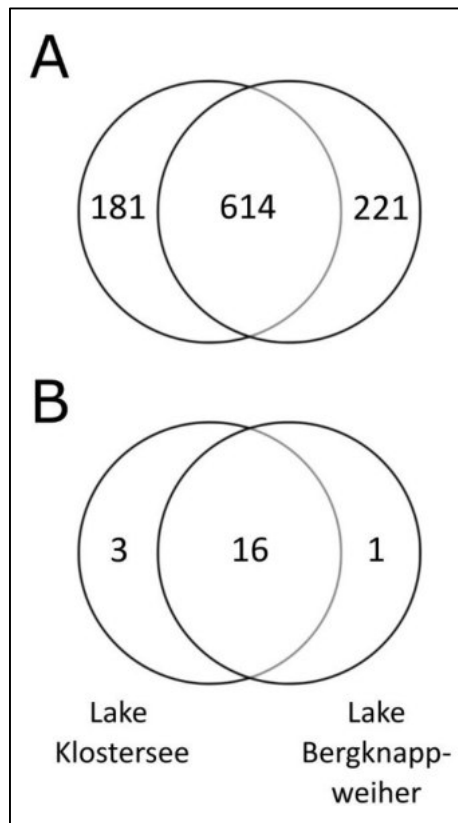 A
181 614 221
B
3 16 1
Lake
Klostersee
Lake
Bergknapp-
weiher